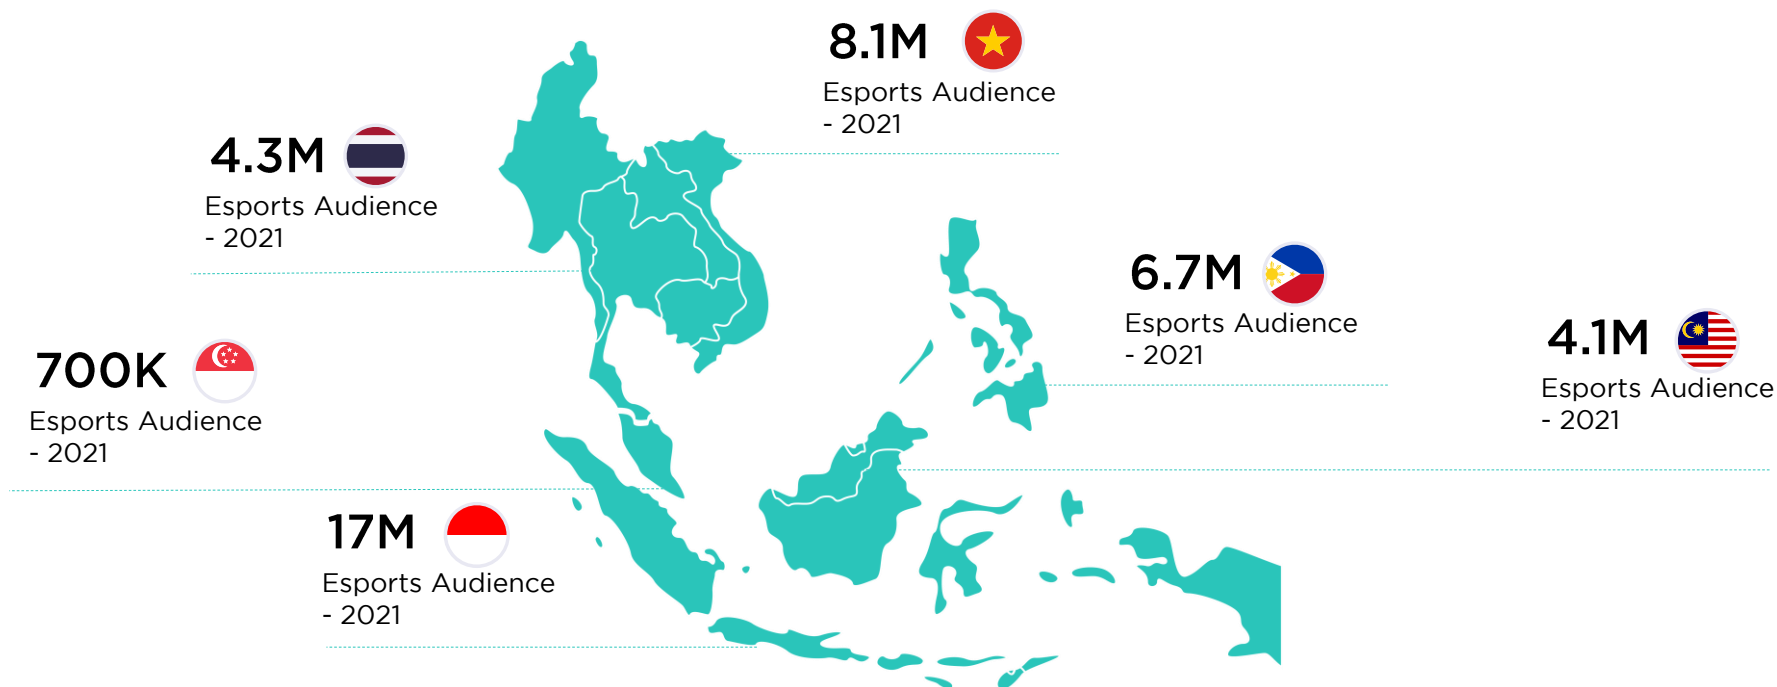 8.1M
Esports Audience
- 2021
4.3M
Esports Audience
- 2021
6.7M
Esports Audience
- 2021
4.1M
Esports Audience
- 2021
700K
Esports Audience
- 2021
17M
Esports Audience
- 2021